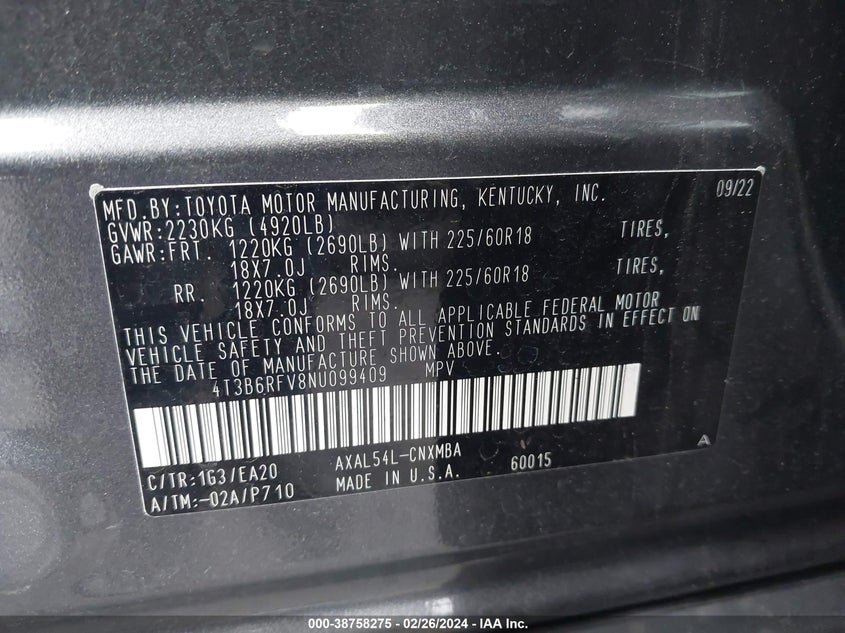 MFD.BY:TOYOTA MOTOR MANUFACTURING, KENTUCKY, INC. 09/22
GVWR:2230KG (4920LB)
GAWR:FRT. 1220KG (2690LB) WITH 225/60R18 TIRES,
18X7.0J RIMS.
RR. 1220KG (2690LB) WITH 225/60R18 TIRES,
18X7.0J RIMS.
THIS VEHICLE CONFORMS TO ALL APPLICABLE FEDERAL MOTOR
VEHICLE SAFETY AND THEFT PREVENTION STANDARDS IN EFFECT ON
THE DATE OF MANUFACTURE SHOWN ABOVE.
4T3B6RFV8NU099409 MPV
A
C/TR:1G3/EA20 AXAL54L-CNXMBA 60015
A/TM:-02A/P710 MADE IN U.S.A.
000-38758275 - 02/26/2024 - IAA Inc.